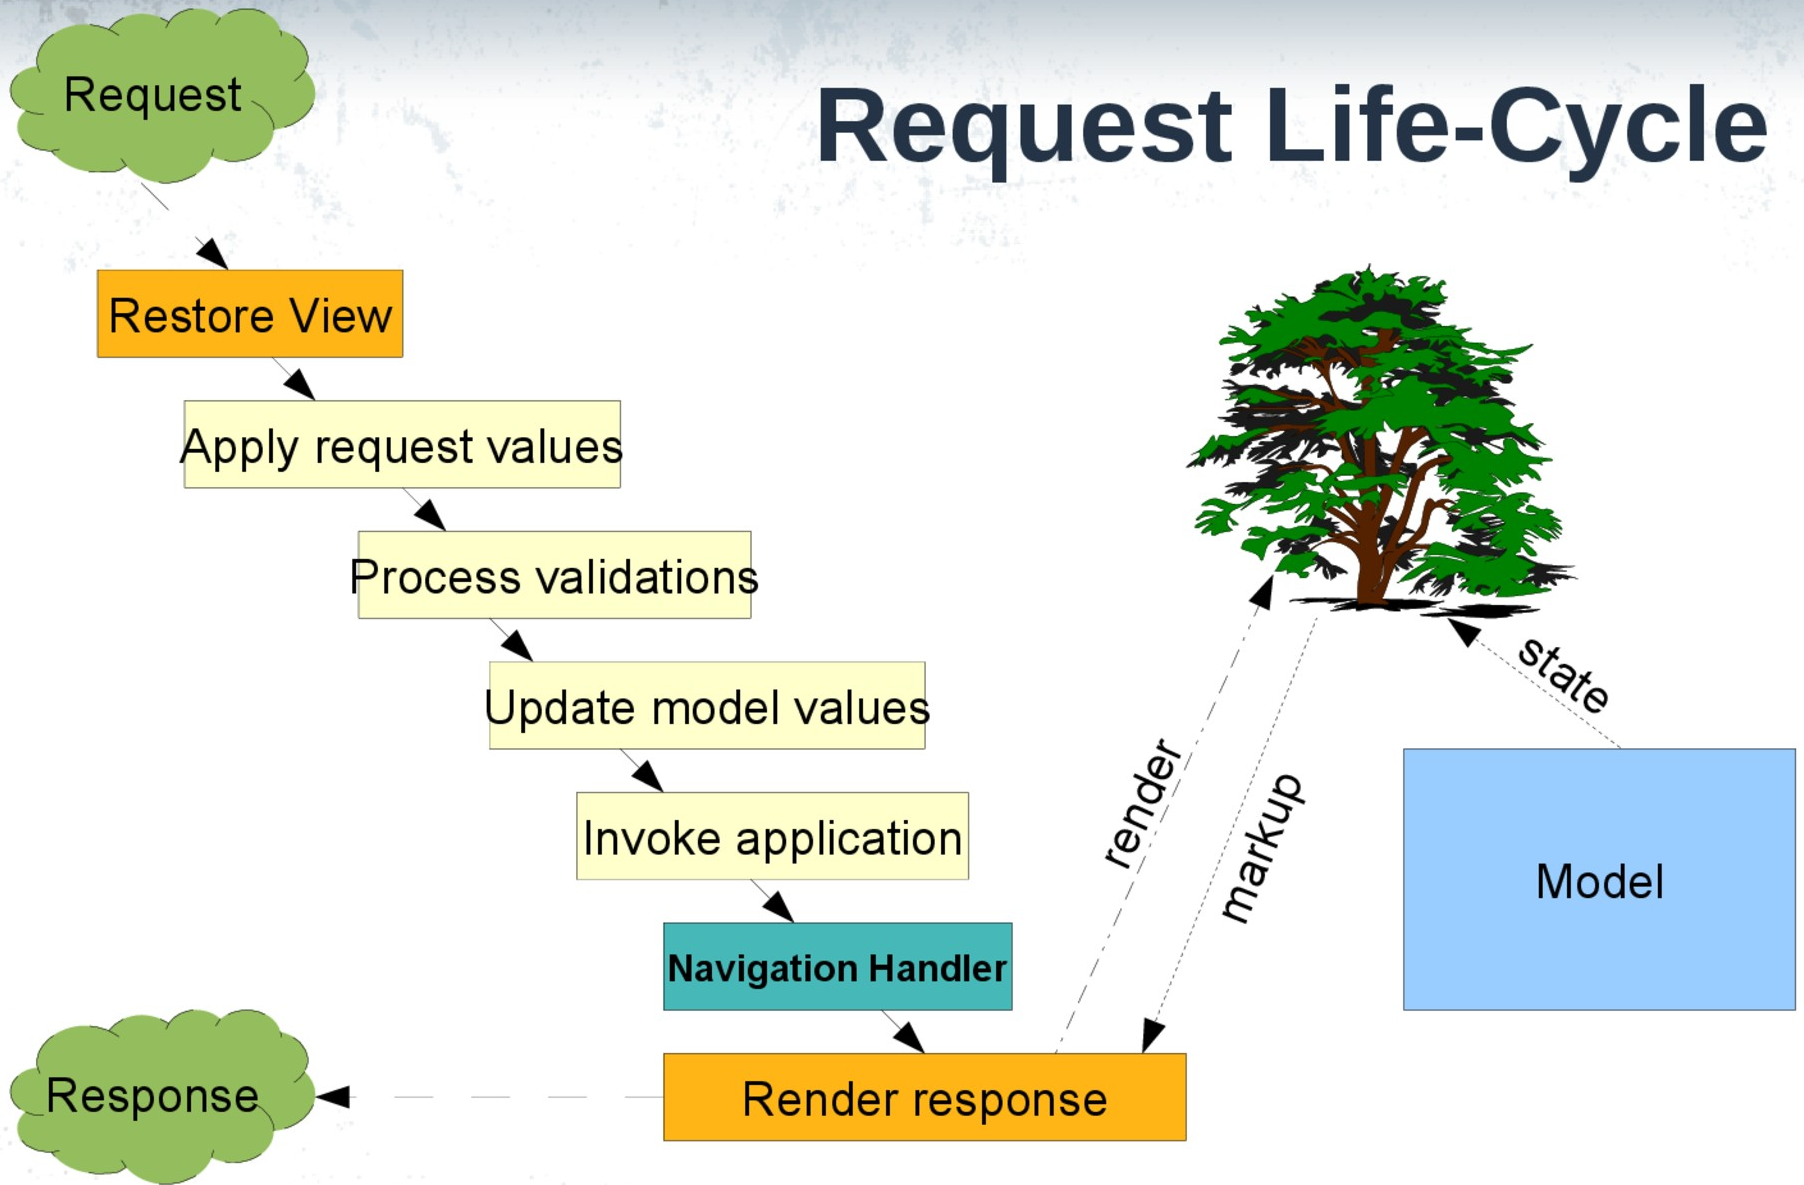 Request
Request Life-Cycle
Restore View
Apply request values
Process validations
Update model values
Invoke application
Navigation Handler
Render response
Response
render
markup
state
Model